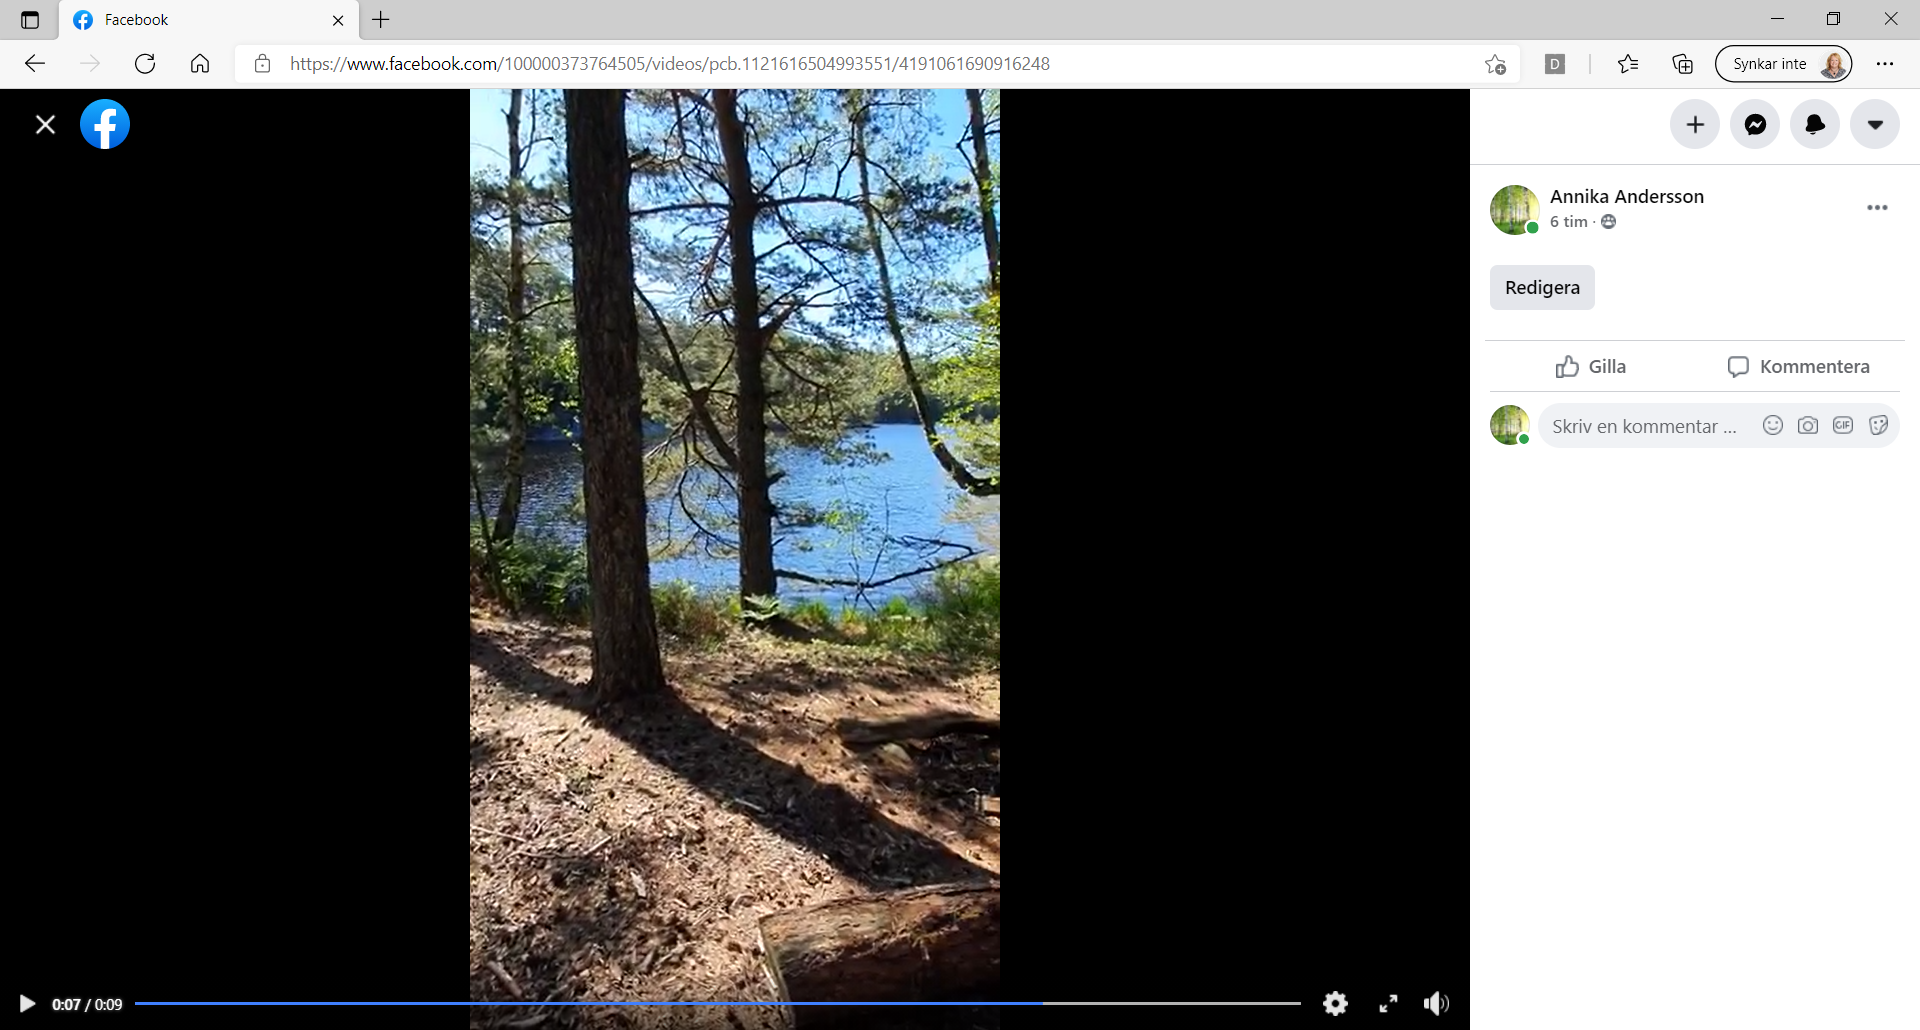 Facebook
https://www.facebook.com/100000373764505/videos/pcb.1121616504993551/4191061690916248
D
Synkar inte
Annika Andersson
6 tim ·
Redigera
Gilla
Kommentera
Skriv en kommentar ...
GIF
0:07 / 0:09